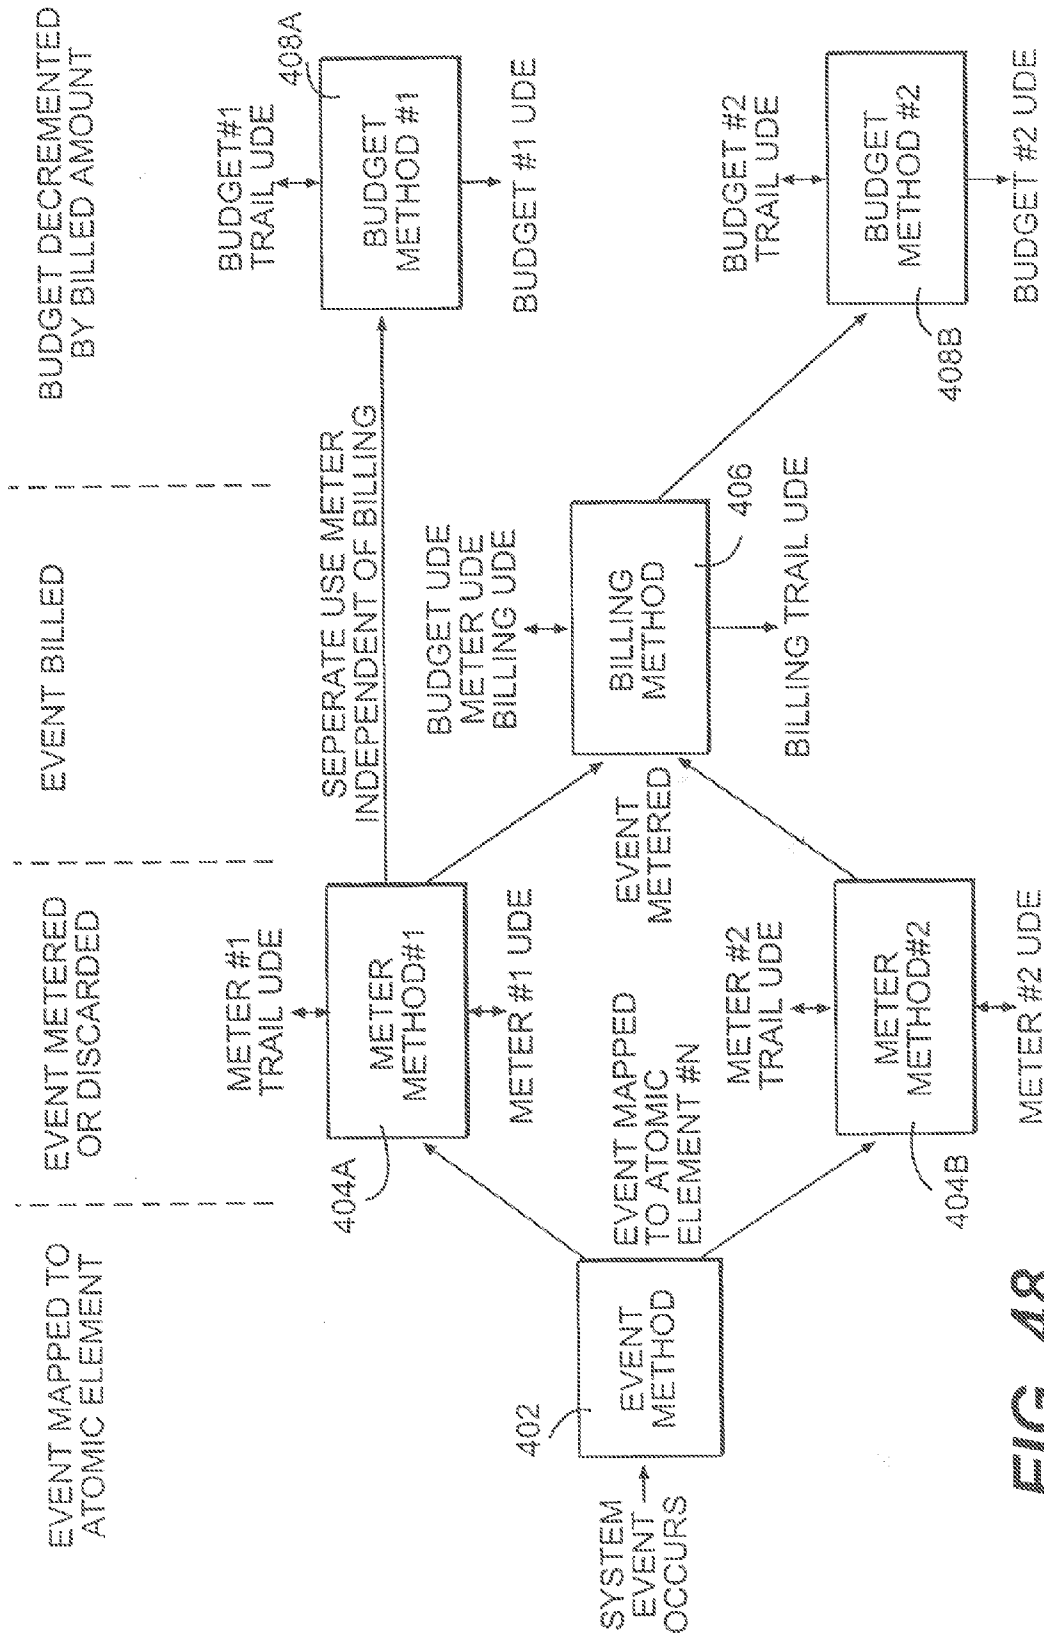 EVENT MAPPED TO
ATOMIC ELEMENT
EVENT METERED
OR DISCARDED
EVENT BILLED
BUDGET DECREMENTED
BY BILLED AMOUNT
SYSTEM
EVENT
OCCURS
402
EVENT
METHOD
EVENT MAPPED
TO ATOMIC
ELEMENT #N
404A
METER #1
TRAIL UDE
METER
METHOD#1
METER #1 UDE
METER #2
TRAIL UDE
METER
METHOD#2
404B
METER #2 UDE
SEPERATE USE METER
INDEPENDENT OF BILLING
EVENT
METERED
BUDGET UDE
METER UDE
BILLING UDE
BILLING
METHOD
406
BILLING TRAIL UDE
BUDGET#1
TRAIL UDE
408A
BUDGET
METHOD #1
BUDGET #1 UDE
BUDGET #2
TRAIL UDE
BUDGET
METHOD #2
408B
BUDGET #2 UDE
FIG. 48